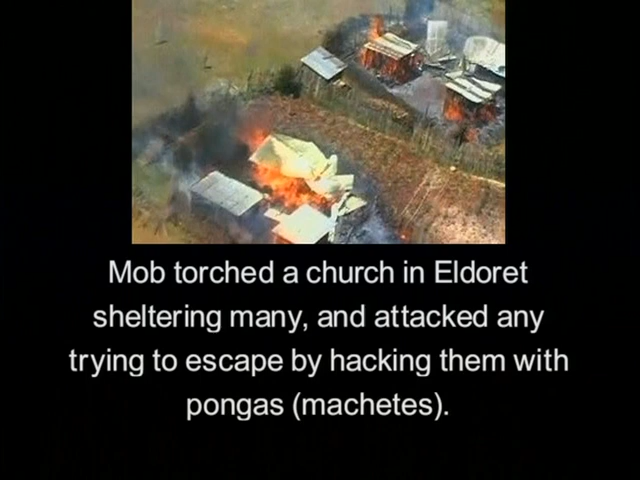 Mob torched a church in Eldoret
sheltering many, and attacked any
trying to escape by hacking them with
pongas (machetes).